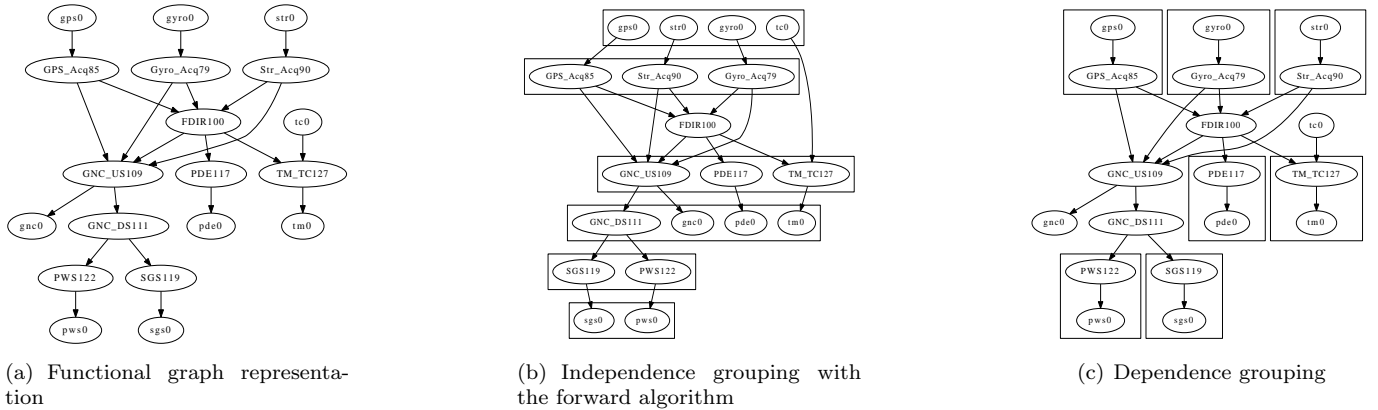 gps0 gyro0 str0
GPS_Acq85 Gyro_Acq79 Str_Acq90
FDIR100 tc0
GNC_US109 PDE117 TM_TC127
gnc0 GNC_DS111 pde0 tm0
PWS122 SGS119
pws0 sgs0
(a) Functional graph representa-
tion
gps0 str0 gyro0 tc0
GPS_Acq85 Str_Acq90 Gyro_Acq79
FDIR100
GNC_US109 PDE117 TM_TC127
GNC_DS111 gnc0 pde0 tm0
SGS119 PWS122
sgs0 pws0
(b) Independence grouping with
the forward algorithm
gps0 gyro0 str0
GPS_Acq85 Gyro_Acq79 Str_Acq90
FDIR100 tc0
GNC_US109 PDE117 TM_TC127
gnc0 GNC_DS111 pde0 tm0
PWS122 SGS119
pws0 sgs0
(c) Dependence grouping